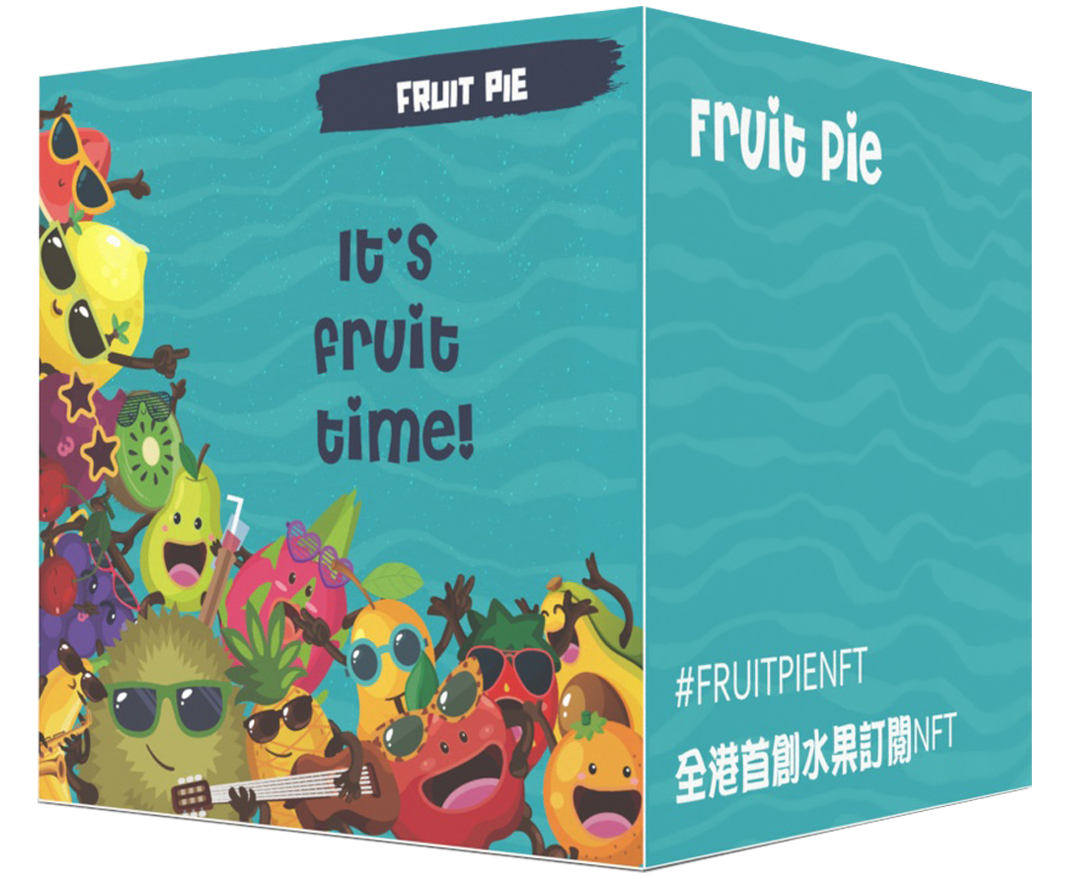 FRUIT PIE
It's
fruit
time!
Fruit Pie
#FRUITPIENFT
全港首創水果訂閱NFT